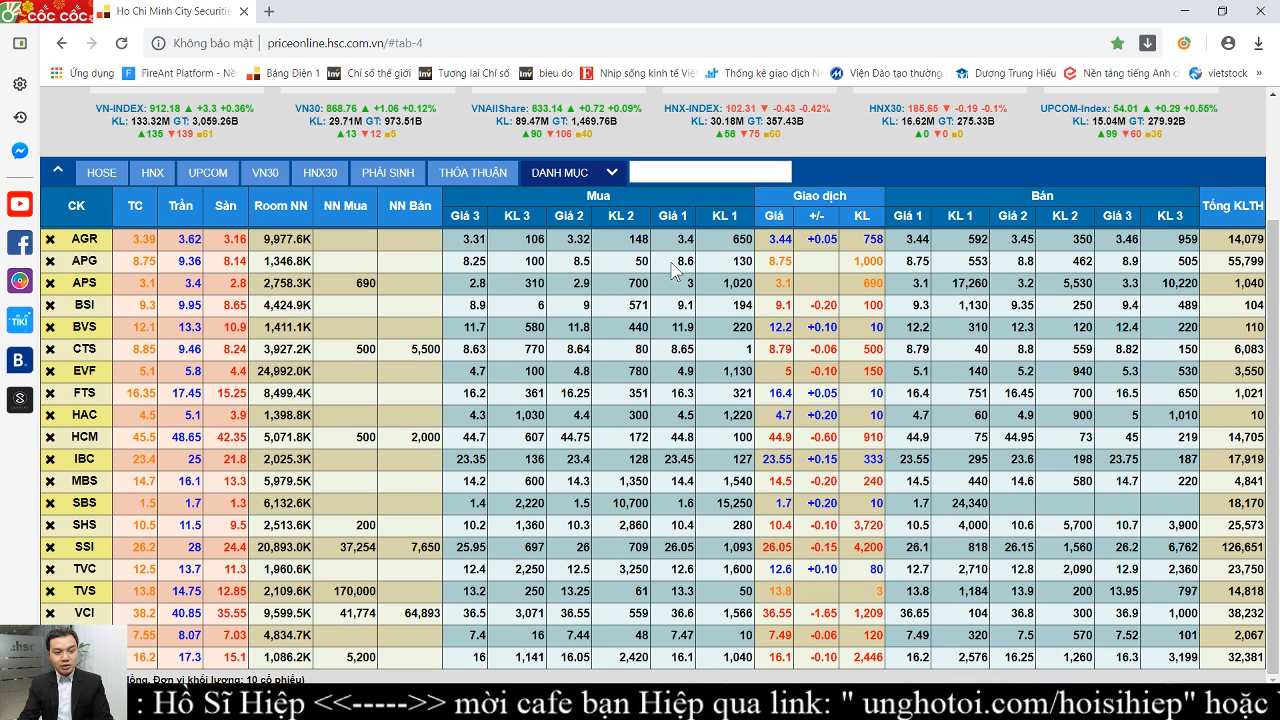 CỐC CỐC
Ho Chi Minh City Securitie
Không bảo mật
priceonline.hsc.com.vn/#tab-4
Ứng dụng FireAnt Platform - Nề Bảng Điện 1 Chỉ số thế giới Tương lai Chỉ số bieu do Nhịp sống kinh tế Việ Thống giao dịch N Viện Đào tạo thường Dương Trung Hiếu Nền tảng tiếng Anh c vietstock
VN-INDEX: 912.18 ▲ +3.3 +0.36% VN30: 868.76 ▲ +1.06 +0.12% VNAllShare: 833.14 ▲ +0.72 +0.09% HNX-INDEX: 102.31 ▼ -0.43 -0.42% HNX30: 185.65 ▼ -0.19 -0.1% UPCOM-Index: 54.01 ▲ +0.29 +0.55%
KL: 133.32M GT: 3,059.26B KL: 29.71M GT: 973.51B KL: 89.47M GT: 1,469.76B KL: 30.18M GT: 357.43B KL: 16.62M GT: 275.33B KL: 15.04M GT: 279.92B
▲135 ▼139 ■61 ▲13 ▼12 ■5 ▲90 ▼106 ■40 ▲58 ▼75 ■60 ▲0 ▼0 ■0 ▲99 ▼60 ■36
HOSE HNX UPCOM VN30 HNX30 PHÁI SINH THỎA THUẬN DANH MỤC
CK TC Trần Sàn Room NN NN Mua NN Bán Mua Giao dịch Bán Tổng KLTH
Giá 3 KL 3 Giá 2 KL 2 Giá 1 KL 1 Giá +/- KL Giá 1 KL 1 Giá 2 KL 2 Giá 3 KL 3
AGR 3.39 3.62 3.16 9,977.6K 3.31 106 3.32 148 3.4 650 3.44 +0.05 758 3.44 592 3.45 350 3.46 959 14,079
APG 8.75 9.36 8.14 1,346.8K 8.25 100 8.5 50 8.6 130 8.75 1,000 8.75 553 8.8 462 8.9 505 55,799
APS 3.1 3.4 2.8 2,758.3K 690 2.8 310 2.9 700 3 1,020 3.1 690 3.1 17,260 3.2 5,530 3.3 10,220 1,040
BSI 9.3 9.95 8.65 4,424.9K 8.9 6 9 571 9.1 194 9.1 -0.20 100 9.3 1,130 9.35 250 9.4 489 104
BVS 12.1 13.3 10.9 1,411.1K 11.7 580 11.8 440 11.9 220 12.2 +0.10 10 12.2 310 12.3 120 12.4 220 110
CTS 8.85 9.46 8.24 3,927.2K 500 5,500 8.63 770 8.64 80 8.65 1 8.79 -0.06 500 8.79 40 8.8 559 8.82 150 6,083
EVF 5.1 5.8 4.4 24,992.0K 4.7 100 4.8 780 4.9 1,130 5 -0.10 150 5.1 140 5.2 940 5.3 530 3,550
FTS 16.35 17.45 15.25 8,499.4K 16.2 361 16.25 351 16.3 321 16.4 +0.05 10 16.4 751 16.45 700 16.5 650 1,021
HAC 4.5 5.1 3.9 1,398.8K 4.3 1,030 4.4 300 4.5 1,220 4.7 +0.20 10 4.7 60 4.9 900 5 1,010 10
HCM 45.5 48.65 42.35 5,071.8K 500 2,000 44.7 607 44.75 172 44.8 100 44.9 -0.60 910 44.9 75 44.95 73 45 219 14,705
IBC 23.4 25 21.8 2,025.3K 23.35 136 23.4 128 23.45 127 23.55 +0.15 333 23.55 295 23.6 198 23.75 187 17,919
MBS 14.7 16.1 13.3 5,979.5K 14.2 600 14.3 1,350 14.4 1,540 14.5 -0.20 240 14.5 440 14.6 580 14.7 220 4,841
SBS 1.5 1.7 1.3 6,132.6K 1.4 2,220 1.5 10,700 1.6 15,250 1.7 +0.20 10 1.7 24,340 18,170
SHS 10.5 11.5 9.5 2,513.6K 200 10.2 1,360 10.3 2,860 10.4 280 10.4 -0.10 3,720 10.5 4,000 10.6 5,700 10.7 3,900 25,573
SSI 26.2 28 24.4 20,893.0K 37,254 7,650 25.95 697 26 709 26.05 1,093 26.05 -0.15 4,200 26.1 818 26.15 1,560 26.2 6,762 126,651
TVC 12.5 13.7 11.3 1,960.6K 12.4 2,250 12.5 3,250 12.6 1,600 12.6 +0.10 80 12.7 2,710 12.8 2,090 12.9 2,360 23,750
TVS 13.8 14.75 12.85 2,109.6K 170,000 13.2 250 13.25 61 13.3 50 13.8 3 13.8 1,184 13.9 200 13.95 797 14,818
VCI 38.2 40.85 35.55 9,599.5K 41,774 64,893 36.5 3,071 36.55 559 36.6 1,566 36.55 -1.65 1,209 36.65 104 36.8 300 36.9 1,000 38,232
7.55 8.07 7.03 4,834.7K 7.4 16 7.44 48 7.47 10 7.49 -0.06 120 7.49 320 7.5 570 7.52 101 2,067
16.2 17.3 15.1 1,086.2K 5,200 16 1,141 16.05 2,420 16.1 1,040 16.1 -0.10 2,446 16.2 2,576 16.25 1,260 16.3 3,199 32,381
Đơn vị khối lượng: 10 cổ phiếu)
: Hồ Sĩ Hiệp <<----->> mời cafe bạn Hiệp qua link: " unghotoi.com/hoisihiep" hoặc
TIKI
B.